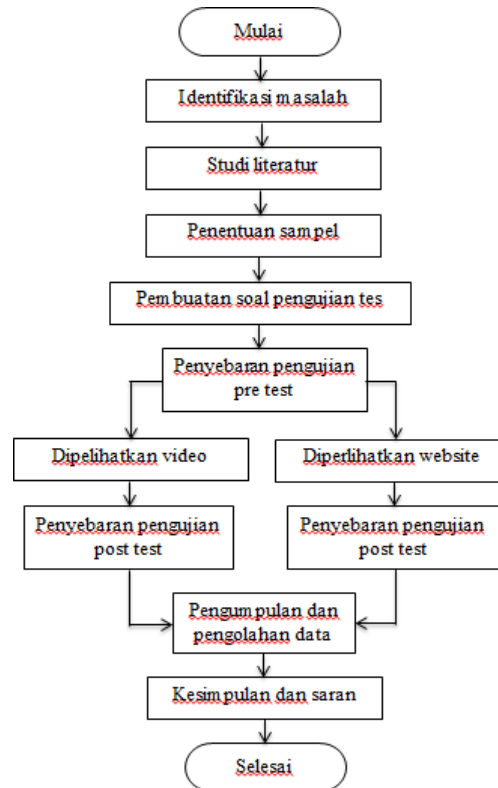 Mulai
Identifikasi masalah
Studi literatur
Penentuan sampel
Pembuatan soal pengujian tes
Penyebaran pengujian
pre test
Dipelihatkan video
Diperlihatkan website
Penyebaran pengujian
post test
Penyebaran pengujian
post test
Pengumpulan dan
pengolahan data
Kesimpulan dan saran
Selesai